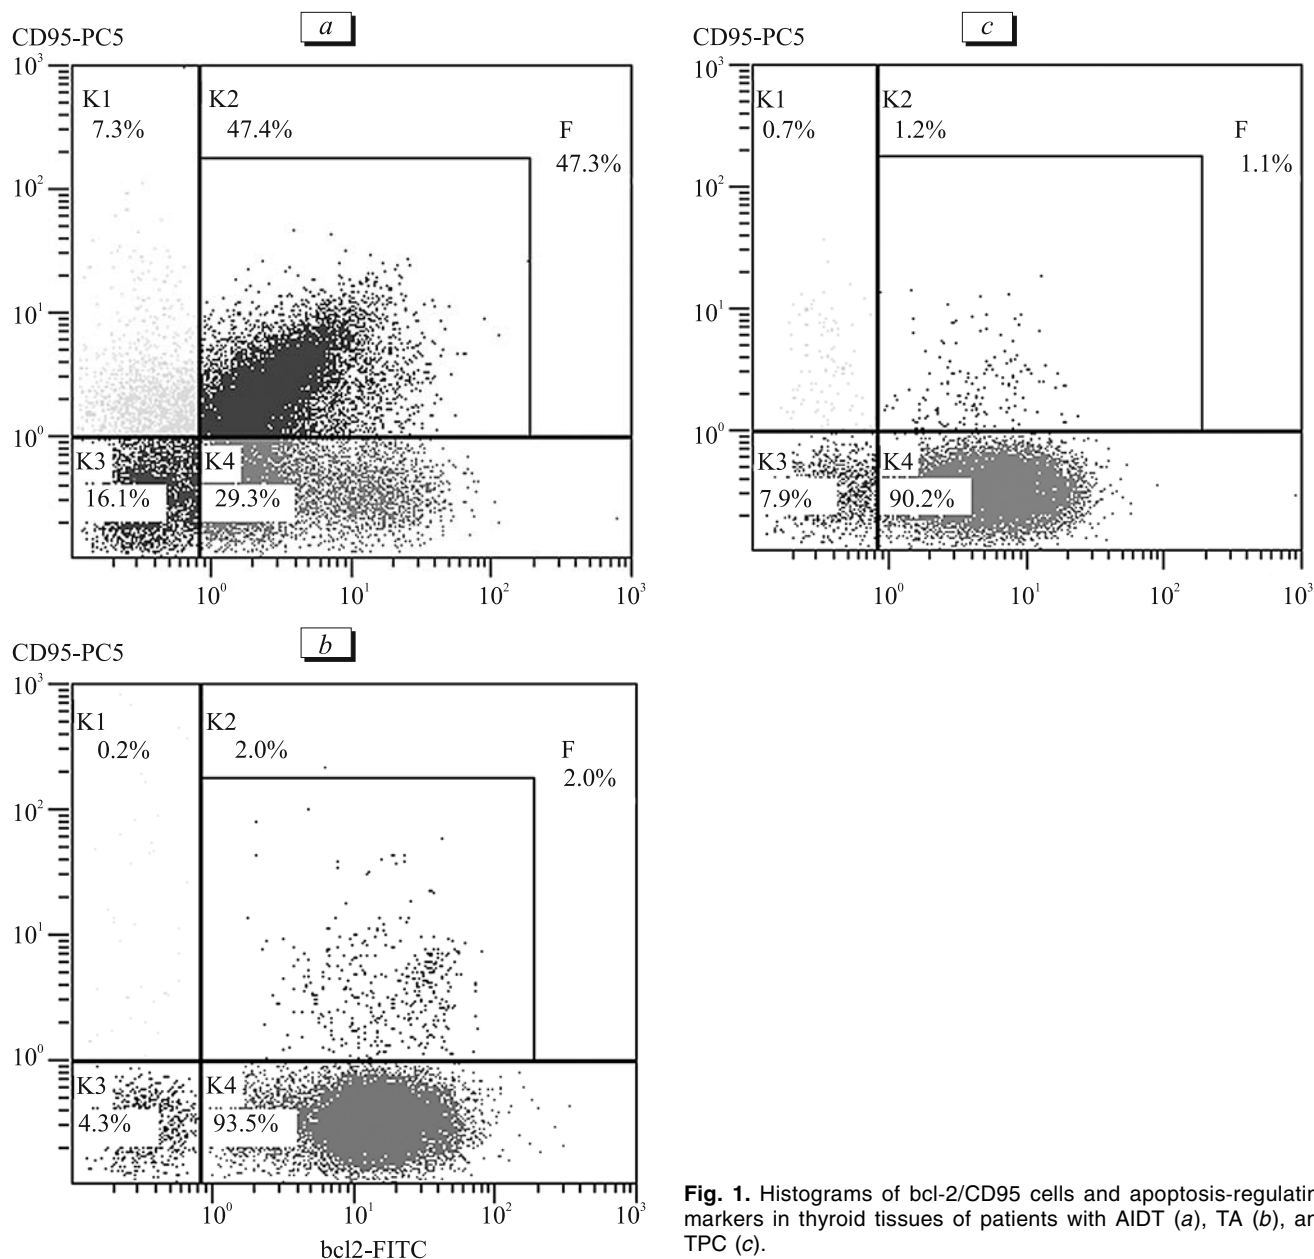 CD95-PC5
a
10³
10²
10¹
10⁰
K1
7.3%
K2
47.4%
F
47.3%
K3
16.1%
K4
29.3%
10⁰ 10¹ 10² 10³
CD95-PC5
c
10³
10²
10¹
10⁰
K1
0.7%
K2
1.2%
F
1.1%
K3
7.9%
K4
90.2%
10⁰ 10¹ 10² 10³
CD95-PC5
b
10³
10²
10¹
10⁰
K1
0.2%
K2
2.0%
F
2.0%
K3
4.3%
K4
93.5%
10⁰ 10¹ 10² 10³
bcl2-FITC
Fig. 1. Histograms of bcl-2/CD95 cells and apoptosis-regulatin
markers in thyroid tissues of patients with AIDT (a), TA (b), an
TPC (c).